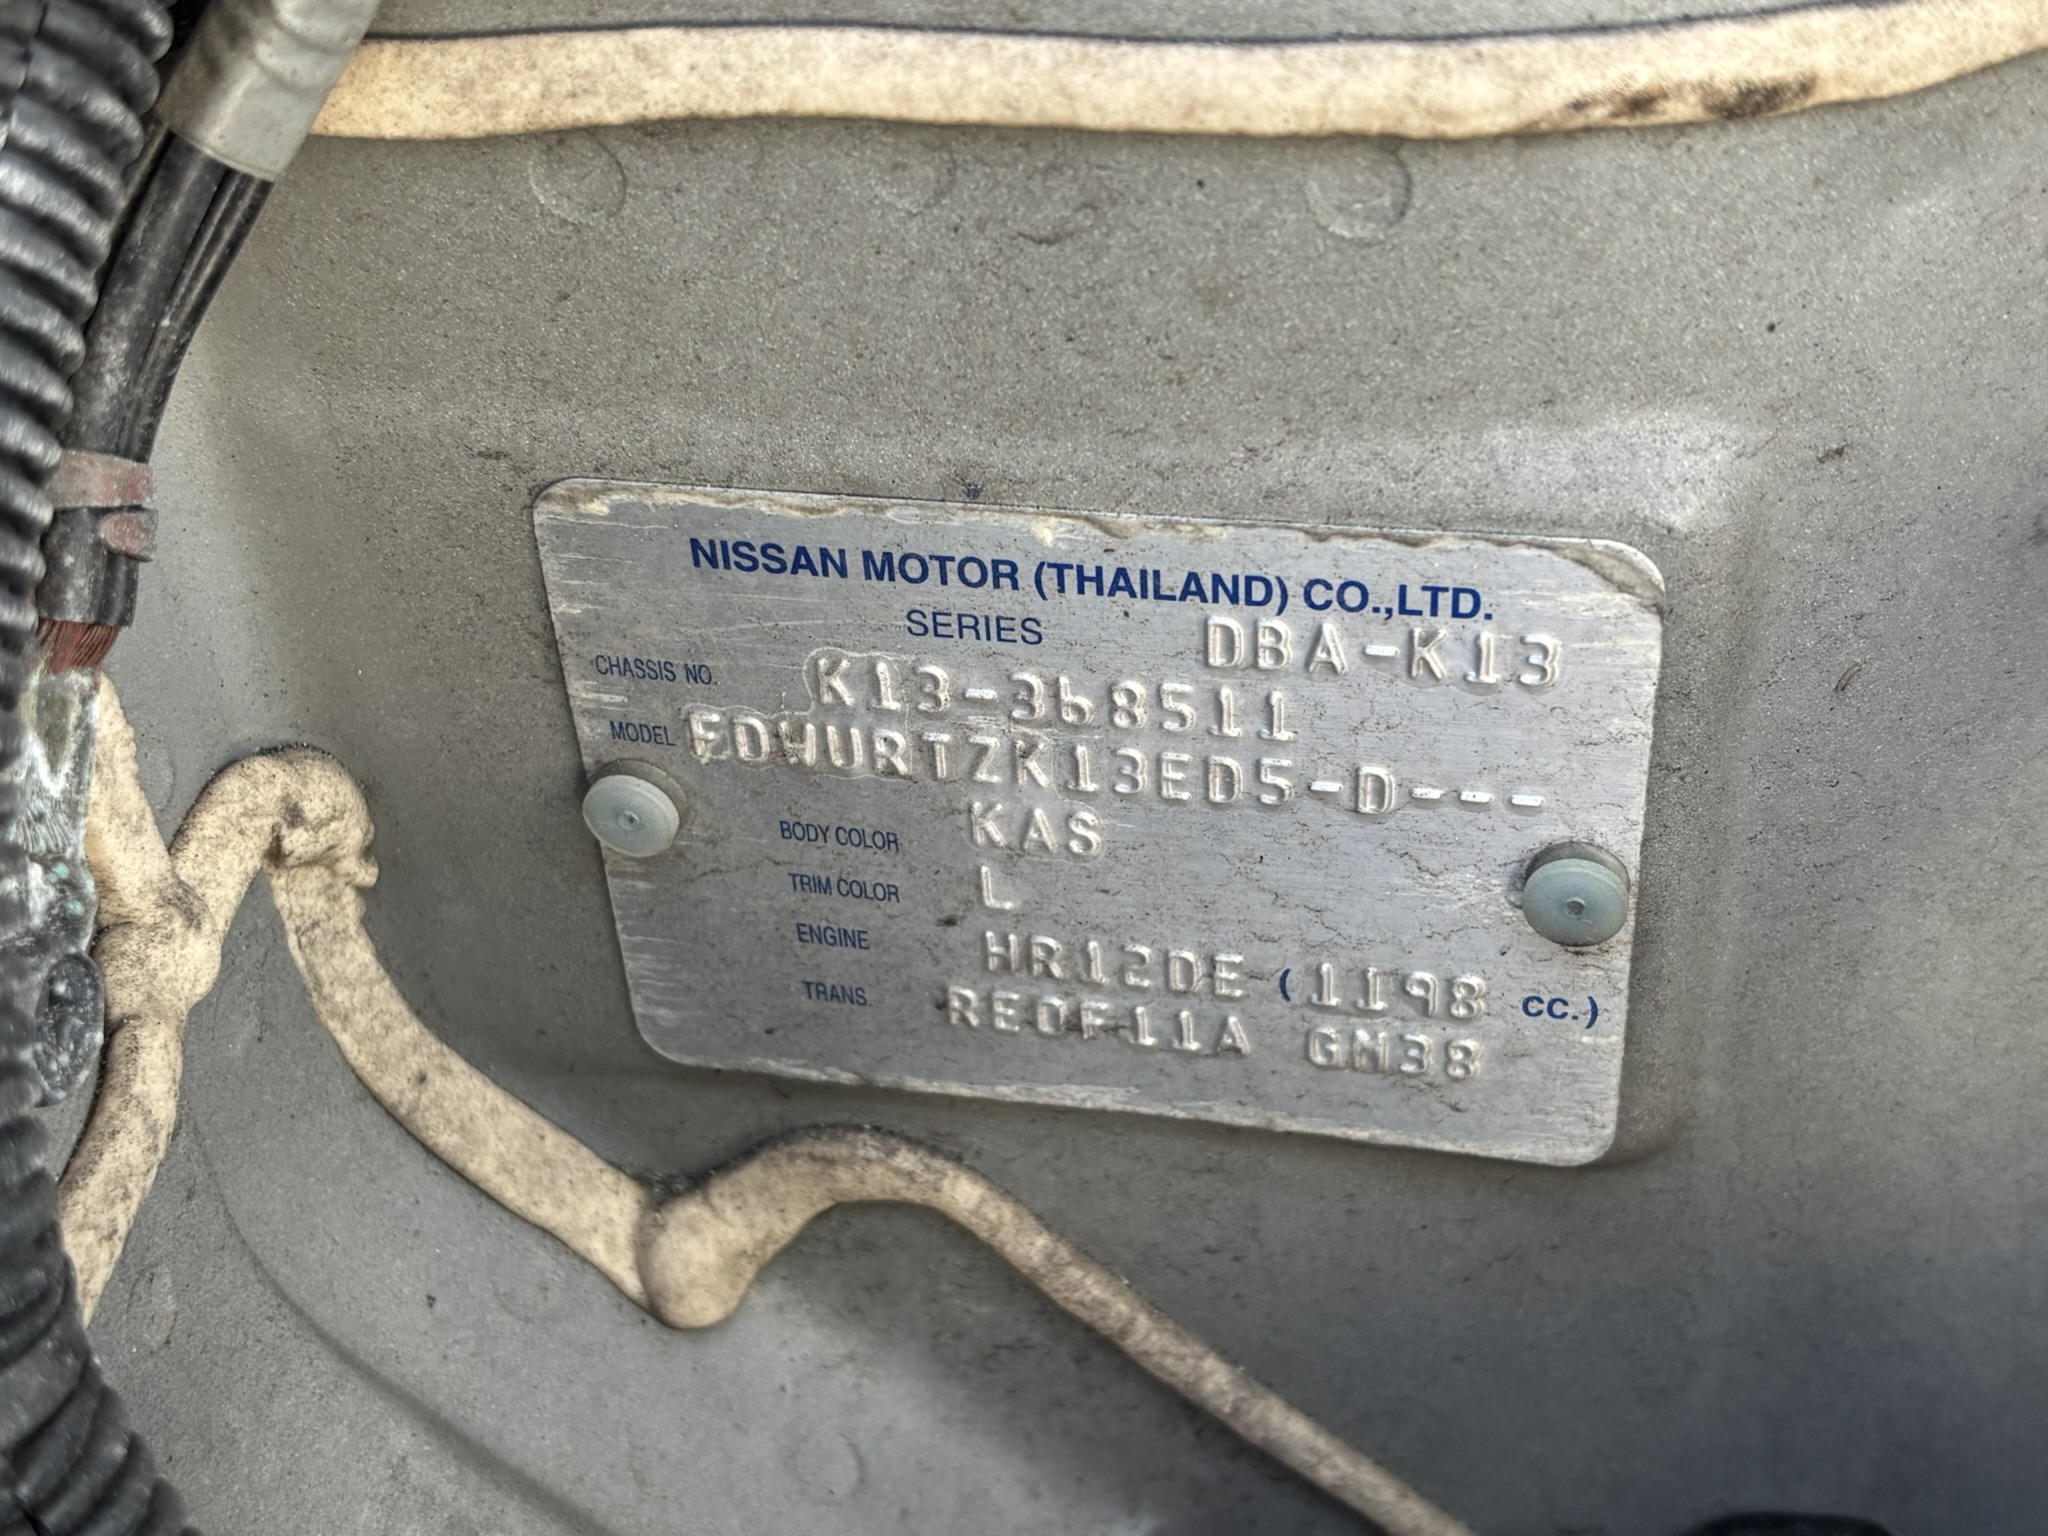 NISSAN MOTOR (THAILAND) CO.,LTD.
SERIES DBA-K13
CHASSIS NO. K13-368511
MODEL FDWURTZK13ED5-D---
BODY COLOR KAS
TRIM COLOR L
ENGINE HR12DE (1198 CC.)
TRANS. RE0F11A GM38